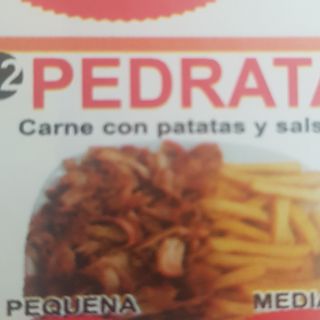 2 PEDRATA
Carne con patatas y sals
PEQUENA MEDIA